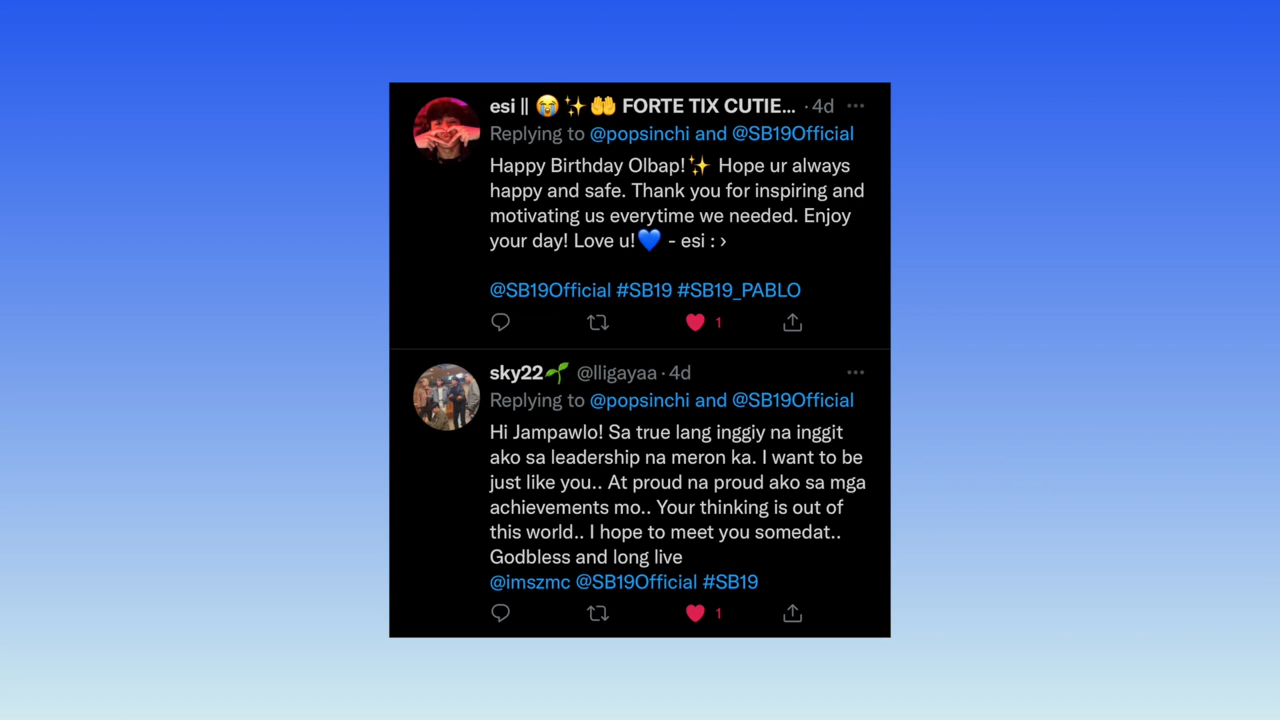 esi || 😭✨🤲 FORTE TIX CUTIE... · 4d
Replying to @popsinchi and @SB19Official
Happy Birthday Olbap!✨ Hope ur always
happy and safe. Thank you for inspiring and
motivating us everytime we needed. Enjoy
your day! Love u!💙 - esi : ›
@SB19Official #SB19 #SB19_PABLO
1
sky22🌱 @lligayaa · 4d
Replying to @popsinchi and @SB19Official
Hi Jampawlo! Sa true lang inggiy na inggit
ako sa leadership na meron ka. I want to be
just like you.. At proud na proud ako sa mga
achievements mo.. Your thinking is out of
this world.. I hope to meet you somedat..
Godbless and long live
@imszmc @SB19Official #SB19
1